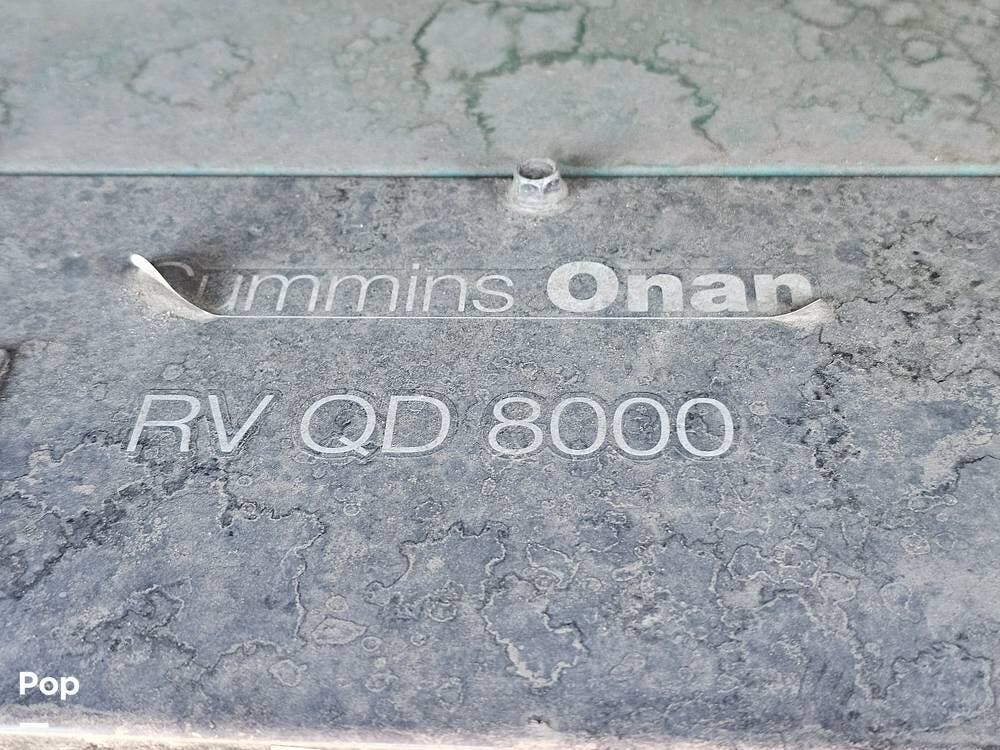 Cummins Onan
RV QD 8000
Pop